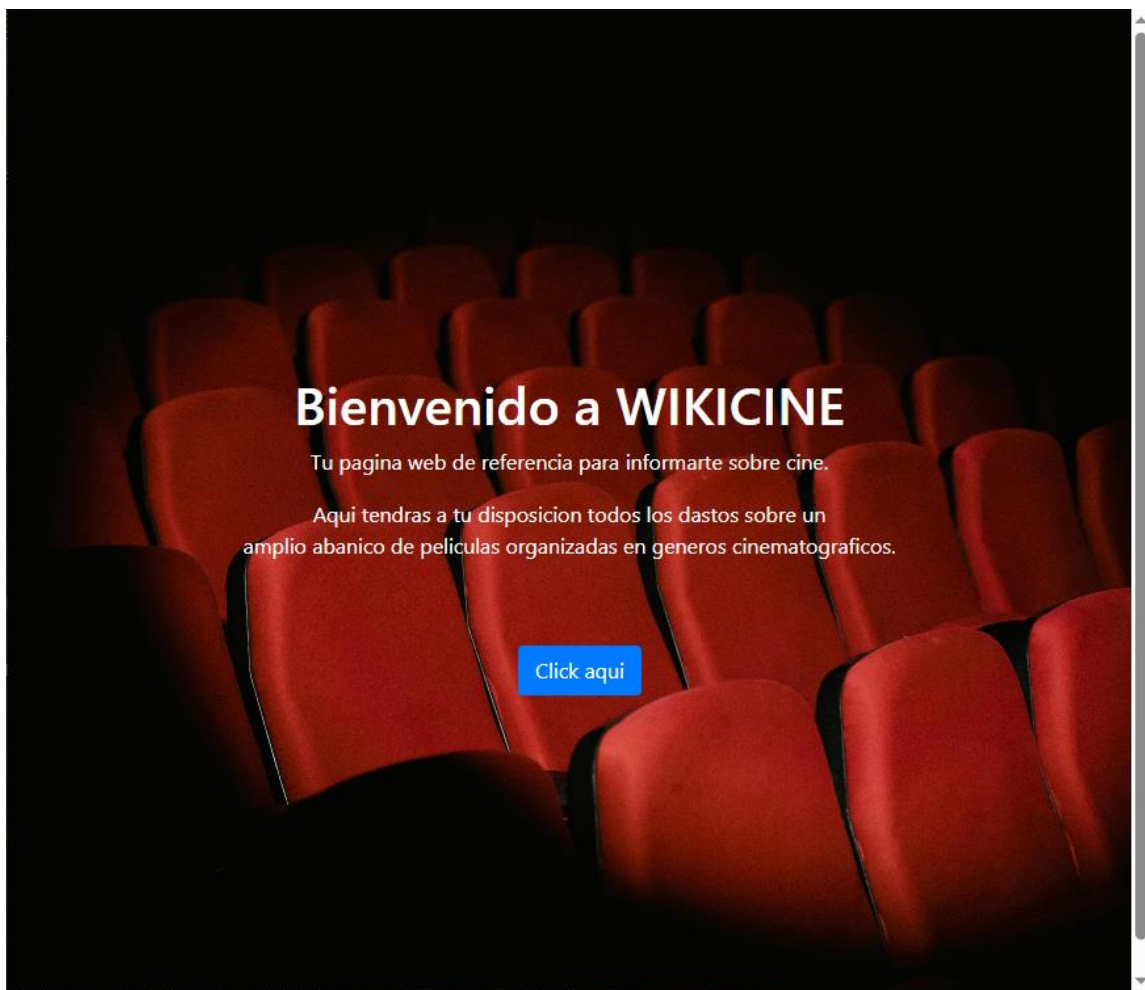 Bienvenido a WIKICINE
Tu pagina web de referencia para informarte sobre cine.
Aqui tendras a tu disposicion todos los dastos sobre un
amplio abanico de peliculas organizadas en generos cinematograficos.
Click aqui